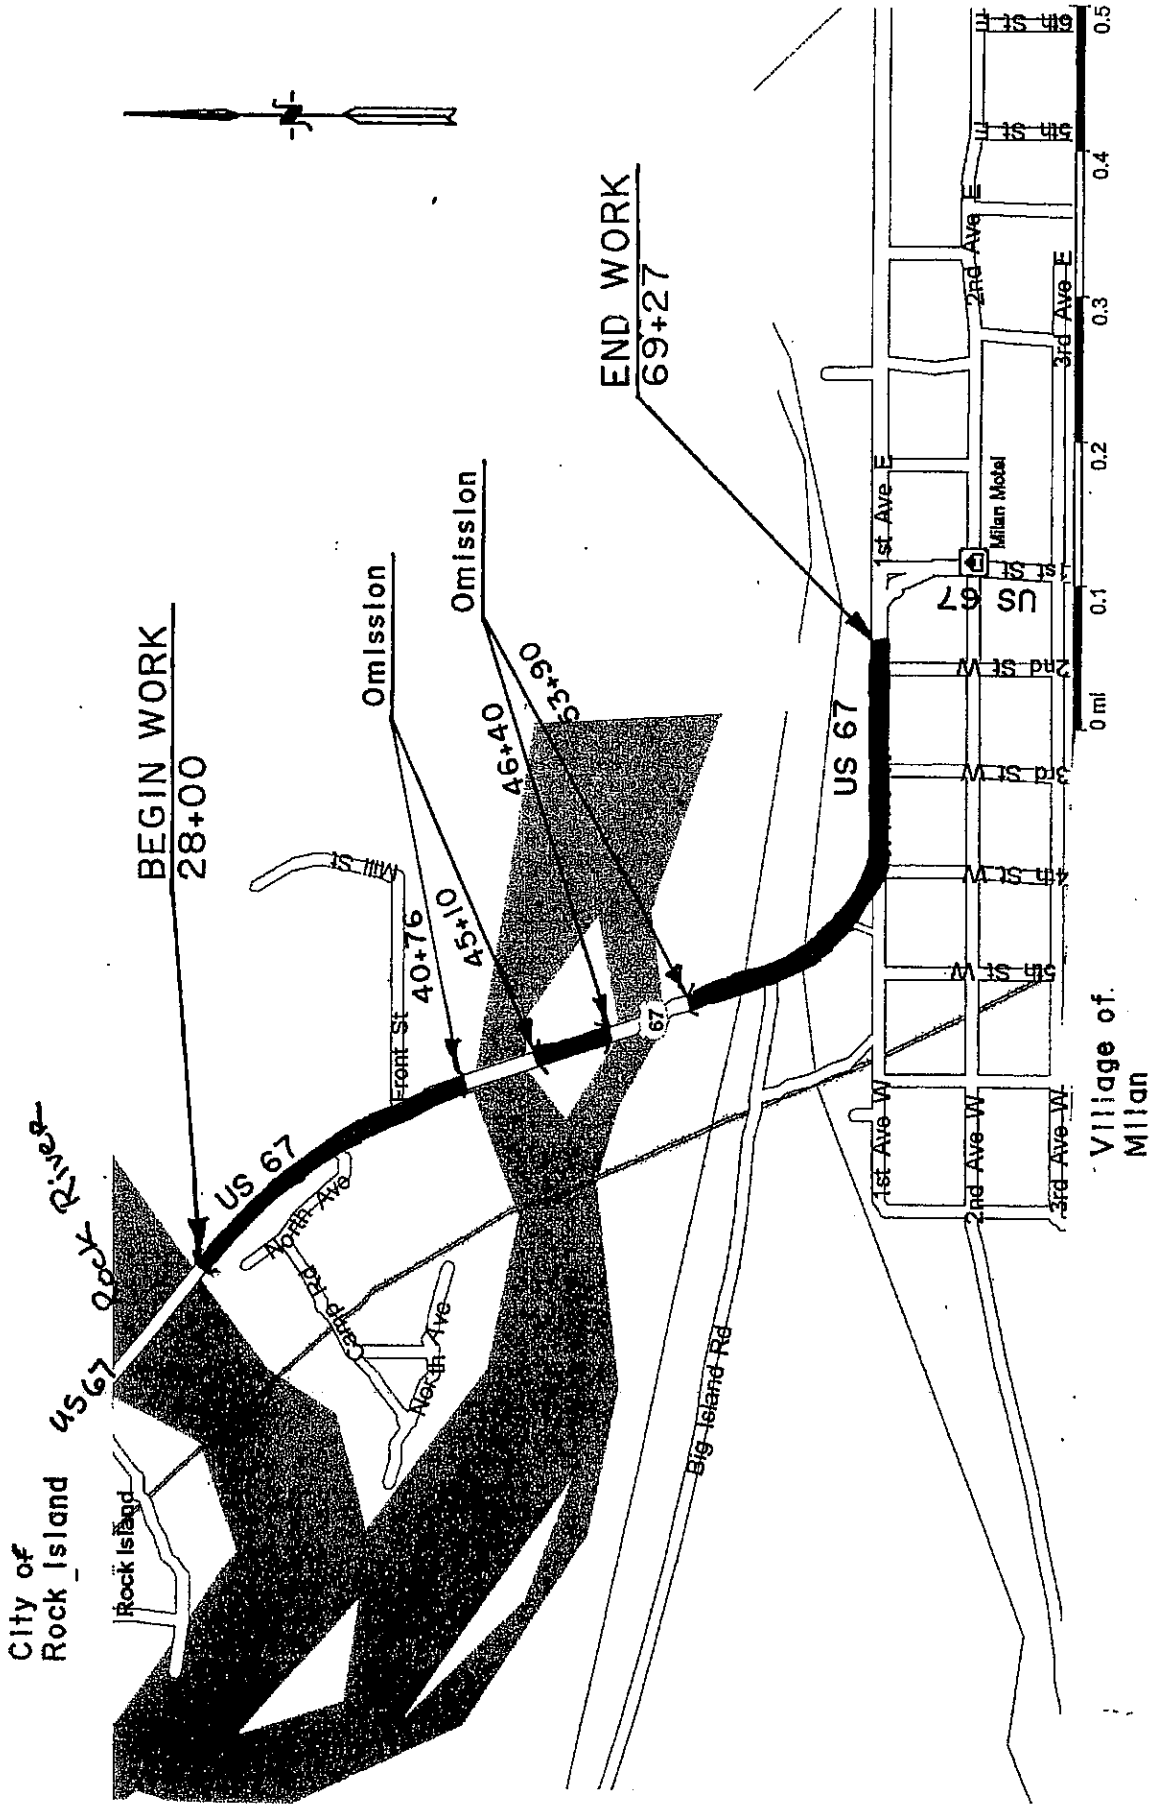 City of
Rock Island
US 67
Rock River
Rock Island
BEGIN WORK
28+00
US 67
North Ave
Camp Rd
North Ave
Mill St
Front St
Omission
40+76
45+10
Omission
46+40
53+90
67
END WORK
69+27
Big Island Rd
US 67
1st Ave W
1st Ave E
2nd Ave W
2nd Ave E
3rd Ave W
3rd Ave E
5th St W
4th St W
3rd St W
2nd St W
1st St
US 67
Milan Motel
5th St E
6th St E
Village of
Milan
0 mi
0.1
0.2
0.3
0.4
0.5